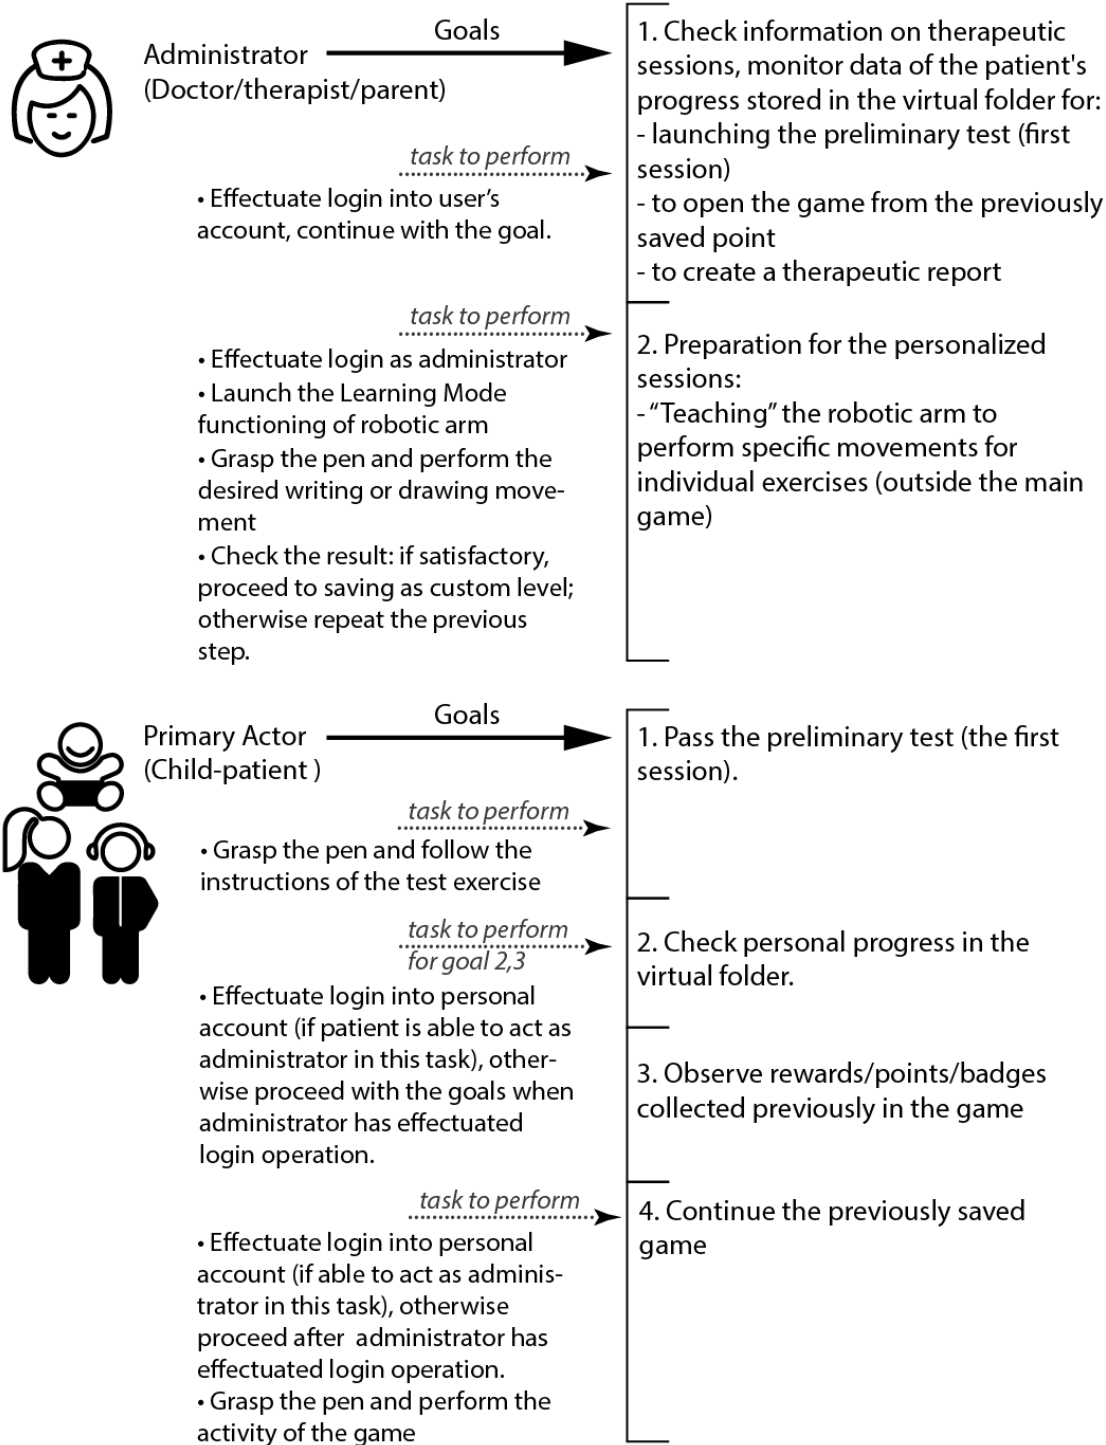 Goals
Administrator
(Doctor/therapist/parent)
1. Check information on therapeutic
sessions, monitor data of the patient's
progress stored in the virtual folder for:
- launching the preliminary test (first
session)
- to open the game from the previously
saved point
- to create a therapeutic report
task to perform
• Effectuate login into user’s
account, continue with the goal.
task to perform
• Effectuate login as administrator
• Launch the Learning Mode
functioning of robotic arm
• Grasp the pen and perform the
desired writing or drawing move-
ment
• Check the result: if satisfactory,
proceed to saving as custom level;
otherwise repeat the previous
step.
2. Preparation for the personalized
sessions:
- “Teaching” the robotic arm to
perform specific movements for
individual exercises (outside the main
game)
Goals
Primary Actor
(Child-patient )
1. Pass the preliminary test (the first
session).
task to perform
• Grasp the pen and follow the
instructions of the test exercise
task to perform
for goal 2,3
• Effectuate login into personal
account (if patient is able to act as
administrator in this task), other-
wise proceed with the goals when
administrator has effectuated
login operation.
2. Check personal progress in the
virtual folder.
3. Observe rewards/points/badges
collected previously in the game
task to perform
• Effectuate login into personal
account (if able to act as adminis-
trator in this task), otherwise
proceed after  administrator has
effectuated login operation.
• Grasp the pen and perform the
activity of the game
4. Continue the previously saved
game